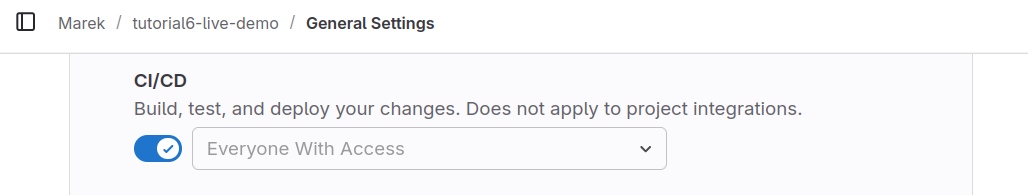 Marek / tutorial6-live-demo / General Settings
CI/CD
Build, test, and deploy your changes. Does not apply to project integrations.
Everyone With Access